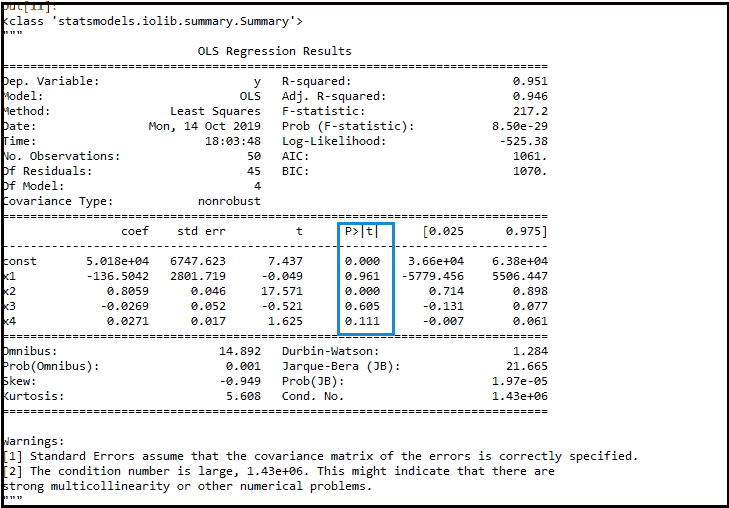 Out[11]:
<class 'statsmodels.iolib.summary.Summary'>
"""
OLS Regression Results
==============================================================================
Dep. Variable: y R-squared: 0.951
Model: OLS Adj. R-squared: 0.946
Method: Least Squares F-statistic: 217.2
Date: Mon, 14 Oct 2019 Prob (F-statistic): 8.50e-29
Time: 18:03:48 Log-Likelihood: -525.38
No. Observations: 50 AIC: 1061.
Df Residuals: 45 BIC: 1070.
Df Model: 4
Covariance Type: nonrobust
==============================================================================
coef std err t P>|t| [0.025 0.975]
------------------------------------------------------------------------------
const 5.018e+04 6747.623 7.437 0.000 3.66e+04 6.38e+04
x1 -136.5042 2801.719 -0.049 0.961 -5779.456 5506.447
x2 0.8059 0.046 17.571 0.000 0.714 0.898
x3 -0.0269 0.052 -0.521 0.605 -0.131 0.077
x4 0.0271 0.017 1.625 0.111 -0.007 0.061
==============================================================================
Omnibus: 14.892 Durbin-Watson: 1.284
Prob(Omnibus): 0.001 Jarque-Bera (JB): 21.665
Skew: -0.949 Prob(JB): 1.97e-05
Kurtosis: 5.608 Cond. No. 1.43e+06
==============================================================================
Warnings:
[1] Standard Errors assume that the covariance matrix of the errors is correctly specified.
[2] The condition number is large, 1.43e+06. This might indicate that there are
strong multicollinearity or other numerical problems.
"""